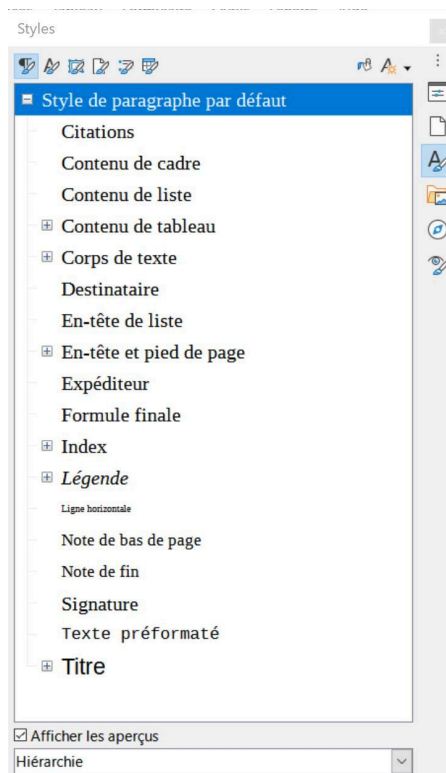 Styles
Style de paragraphe par défaut
Citations
Contenu de cadre
Contenu de liste
Contenu de tableau
Corps de texte
Destinataire
En-tête de liste
En-tête et pied de page
Expéditeur
Formule finale
Index
Légende
Ligne horizontale
Note de bas de page
Note de fin
Signature
Texte préformaté
Titre
Afficher les aperçus
Hiérarchie